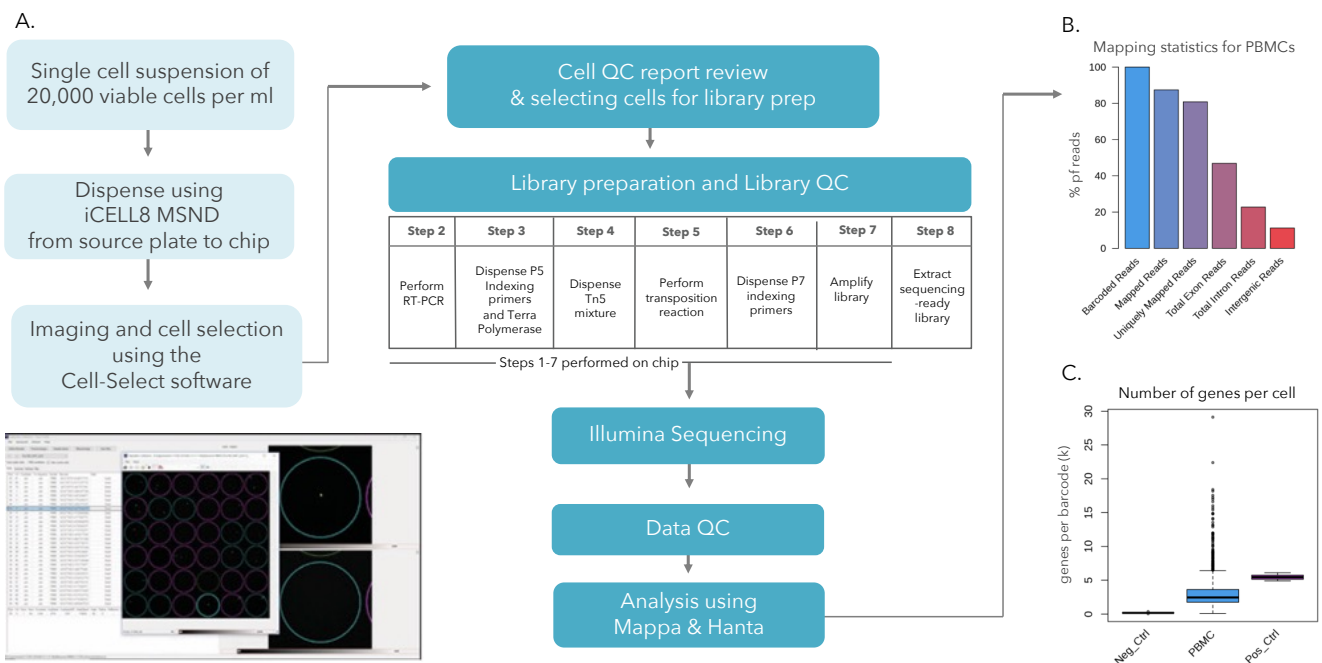 A.
Single cell suspension of
20,000 viable cells per ml
Dispense using
iCELL8 MSND
from source plate to chip
Imaging and cell selection
using the
Cell-Select software
Cell QC report review
& selecting cells for library prep
Library preparation and Library QC
Step 2
Step 3
Step 4
Step 5
Step 6
Step 7
Step 8
Perform
RT-PCR
Dispense P5
Indexing
primers
and Terra
Polymerase
Dispense
Tn5
mixture
Perform
transposition
reaction
Dispense P7
indexing
primers
Amplify
library
Extract
sequencing
-ready
library
Steps 1-7 performed on chip
Illumina Sequencing
Data QC
Analysis using
Mappa & Hanta
B.
Mapping statistics for PBMCs
% pf reads
100
80
60
40
20
0
Barcoded Reads
Mapped Reads
Uniquely Mapped Reads
Total Exon Reads
Total Intron Reads
Intergenic Reads
C.
Number of genes per cell
genes per barcode (k)
30
25
20
15
10
5
0
Neg_Ctrl
PBMC
Pos_Ctrl